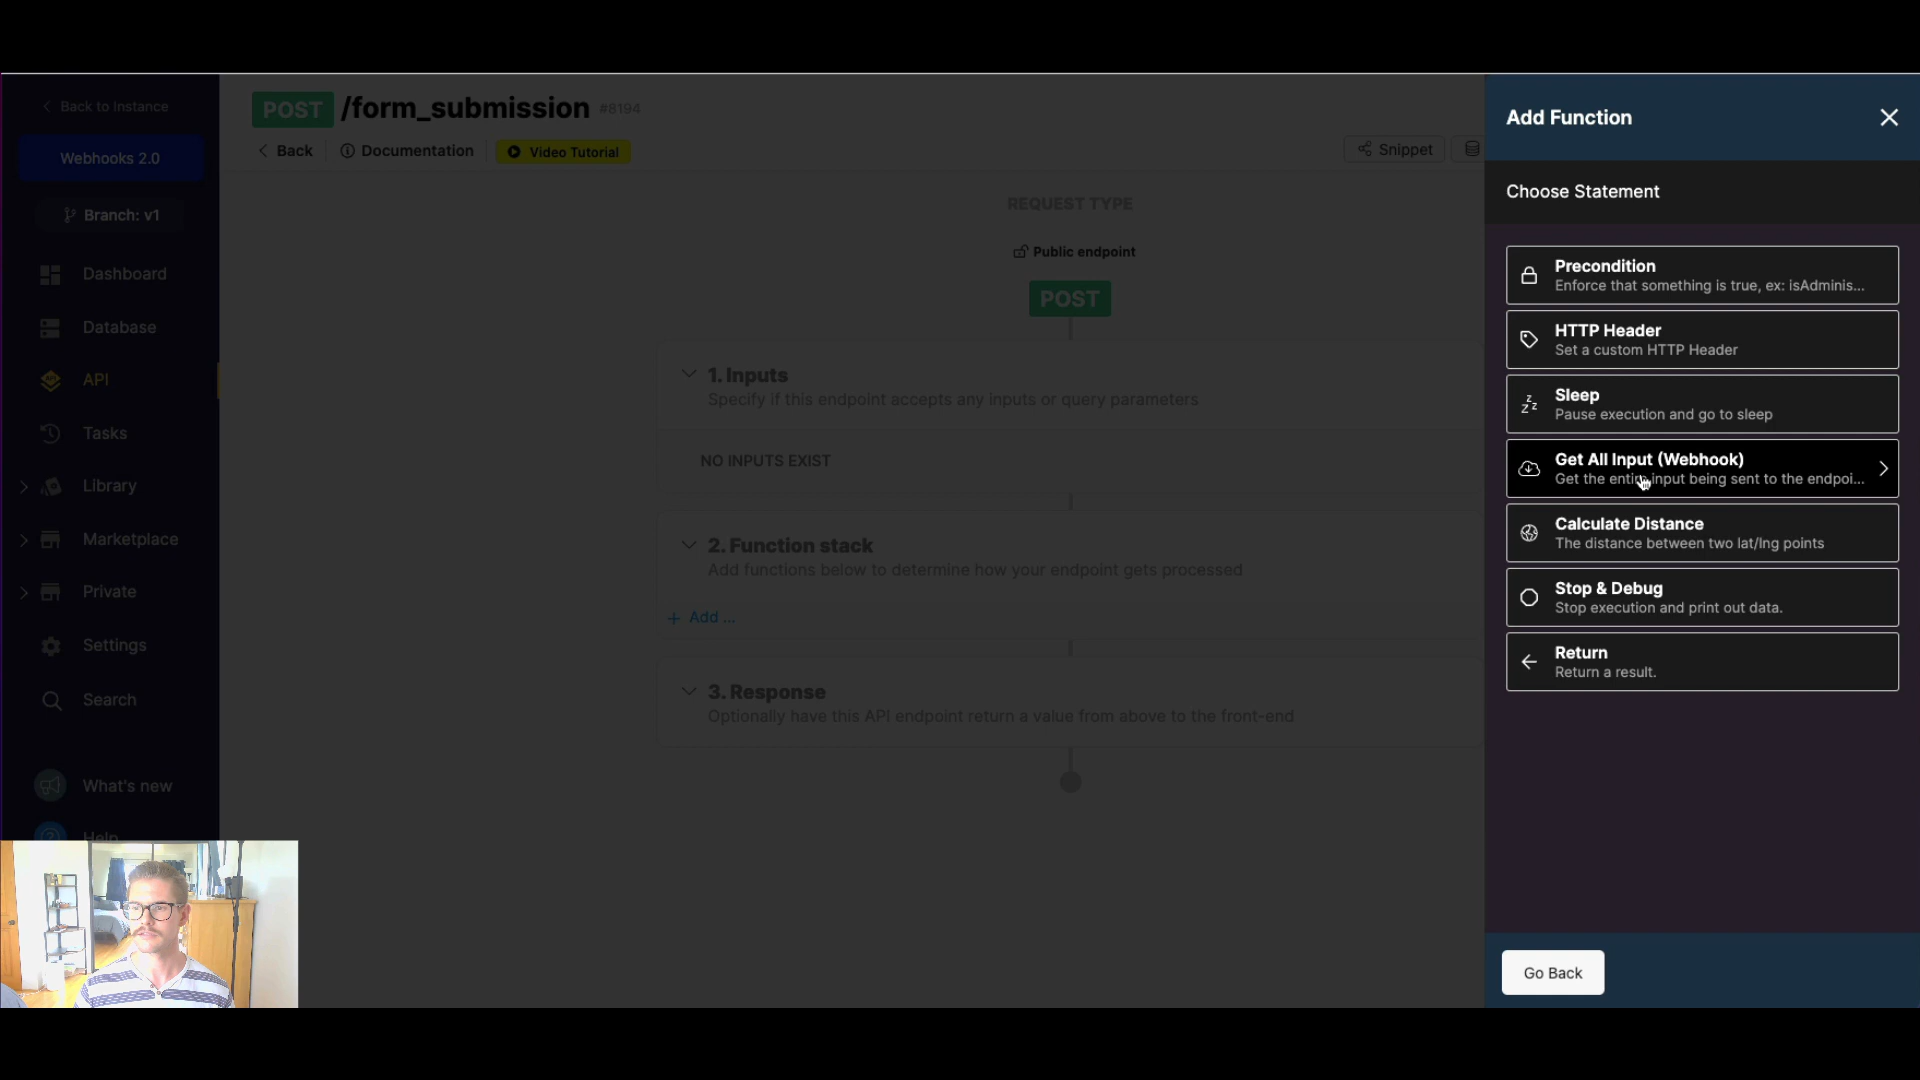 Back to Instance
Webhooks 2.0
Branch: v1
Dashboard
Database
API
Tasks
Library
Marketplace
Private
Settings
Search
What's new
Help
POST /form_submission #8194
Back
Documentation
Video Tutorial
Snippet
REQUEST TYPE
Public endpoint
POST
1. Inputs
Specify if this endpoint accepts any inputs or query parameters
NO INPUTS EXIST
2. Function stack
Add functions below to determine how your endpoint gets processed
+ Add ...
3. Response
Optionally have this API endpoint return a value from above to the front-end
Add Function
Choose Statement
Precondition
Enforce that something is true, ex: isAdminis...
HTTP Header
Set a custom HTTP Header
Sleep
Pause execution and go to sleep
Get All Input (Webhook)
Get the entire input being sent to the endpoi...
Calculate Distance
The distance between two lat/lng points
Stop & Debug
Stop execution and print out data.
Return
Return a result.
Go Back